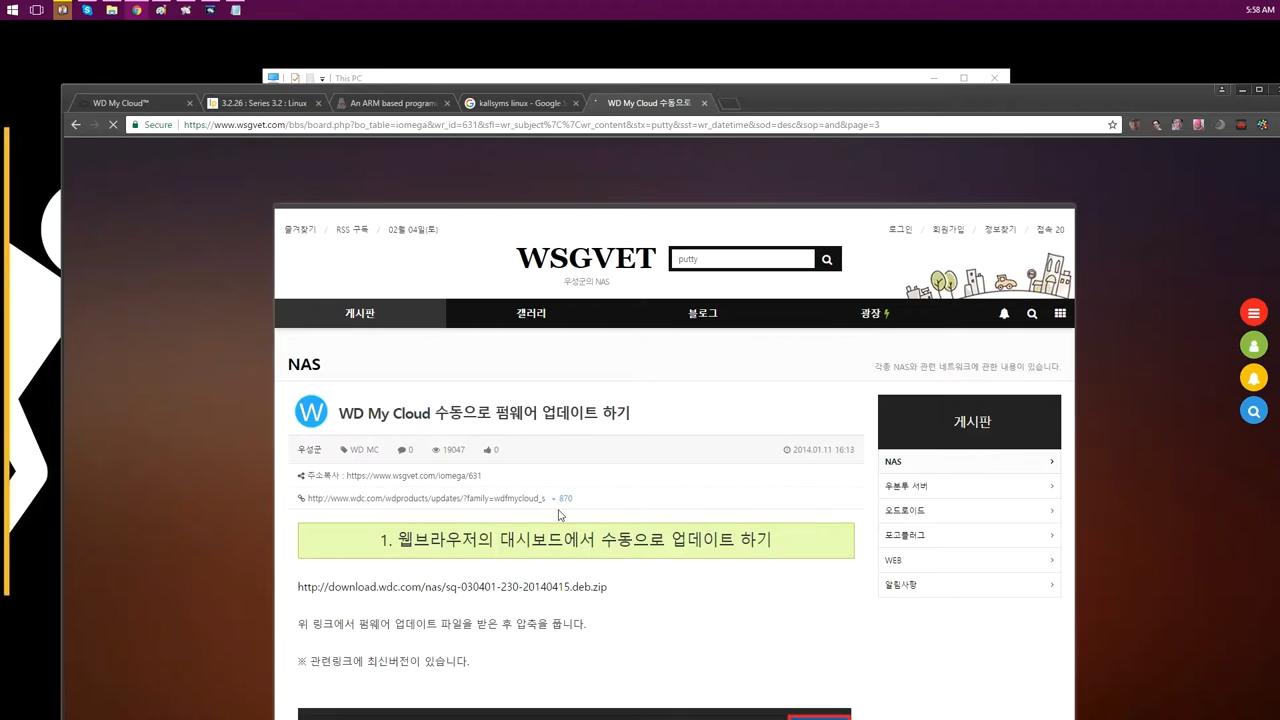 5:58 AM
This PC
WD My Cloud™
3.2.26 : Series 3.2 : Linux
An ARM based program
kallsyms linux - Google S
WD My Cloud 수동으로
Secure
https://www.wsgvet.com/bbs/board.php?bo_table=iomega&wr_id=631&sfl=wr_subject%7C%7Cwr_content&stx=putty&sst=wr_datetime&sod=desc&sop=and&page=3
즐겨찾기 / RSS 구독 / 02월 04일(토)
로그인 / 회원가입 / 정보찾기 / 접속 20
WSGVET
putty
우성군의 NAS
게시판 갤러리 블로그 광장
NAS
각종 NAS와 관련 네트워크에 관한 내용이 있습니다.
W
WD My Cloud 수동으로 펌웨어 업데이트 하기
게시판
우성군 WD MC 0 19047 0 2014.01.11 16:13
NAS
주소복사 : https://www.wsgvet.com/iomega/631
우분투 서버
http://www.wdc.com/wdproducts/updates/?family=wdfmycloud_s + 870
오드로이드
1. 웹브라우저의 대시보드에서 수동으로 업데이트 하기
포고플러그
WEB
알림사항
http://download.wdc.com/nas/sq-030401-230-20140415.deb.zip
위 링크에서 펌웨어 업데이트 파일을 받은 후 압축을 풉니다.
※ 관련링크에 최신버전이 있습니다.